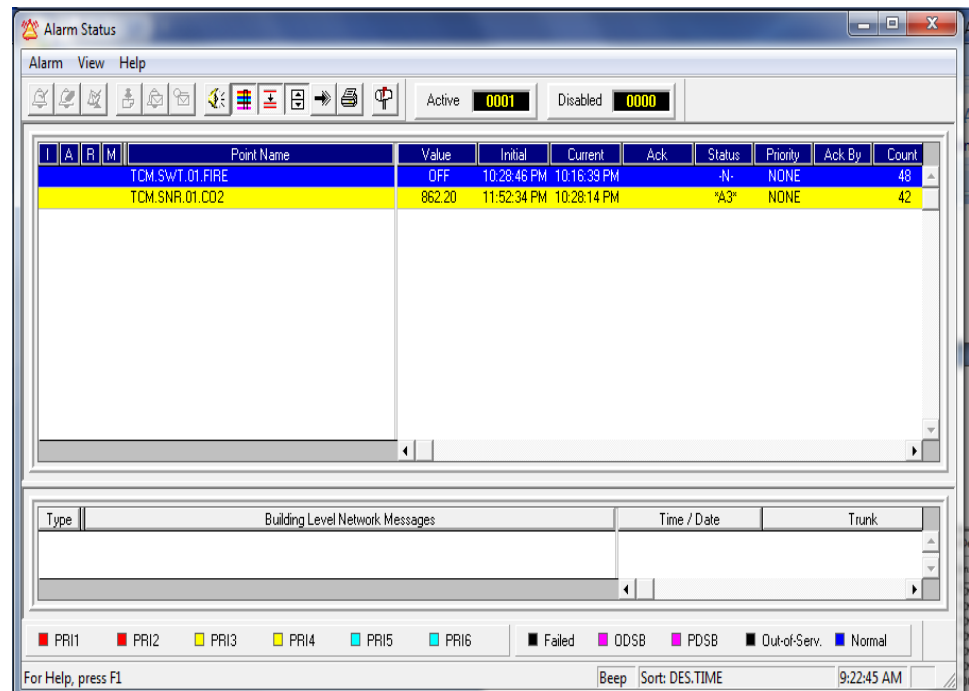 Alarm Status
Alarm View Help
Active 0001 Disabled 0000
I A R M Point Name Value Initial Current Ack Status Priority Ack By Count
TCM.SWT.01.FIRE OFF 10:28:46 PM 10:16:39 PM -N- NONE 48
TCM.SNR.01.CO2 862.20 11:52:34 PM 10:28:14 PM *A3* NONE 42
Type Building Level Network Messages Time / Date Trunk
PRI1 PRI2 PRI3 PRI4 PRI5 PRI6 Failed ODSB PDSB Out-of-Serv. Normal
For Help, press F1 Beep Sort: DES.TIME 9:22:45 AM